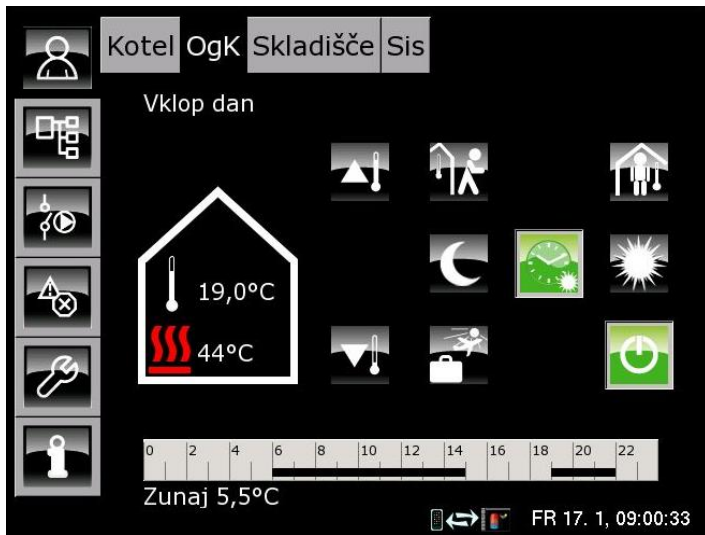 Kotel OgK Skladišče Sis
Vklop dan
19,0°C
44°C
0 2 4 6 8 10 12 14 16 18 20 22
Zunaj 5,5°C
FR 17. 1, 09:00:33